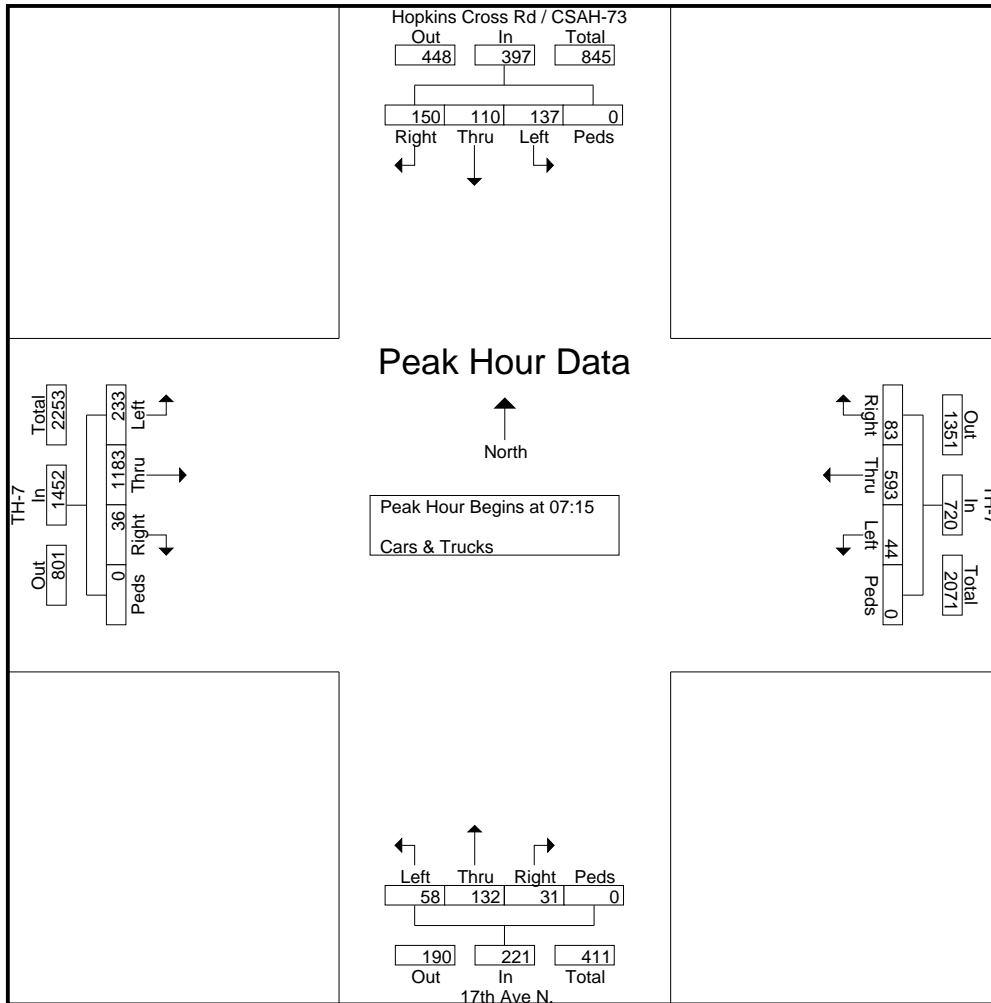 Hopkins Cross Rd / CSAH-73
Out In Total
448 397 845
150 110 137 0
Right Thru Left Peds
Peak Hour Data
North
Peak Hour Begins at 07:15
Cars & Trucks
TH-7
Total In Out
2253 1452 801
233 1183 36 0
Left Thru Right Peds
Right Thru Left Peds
83 593 44 0
Out In Total
1351 720 2071
TH-7
Left Thru Right Peds
58 132 31 0
190 221 411
Out In Total
17th Ave N.